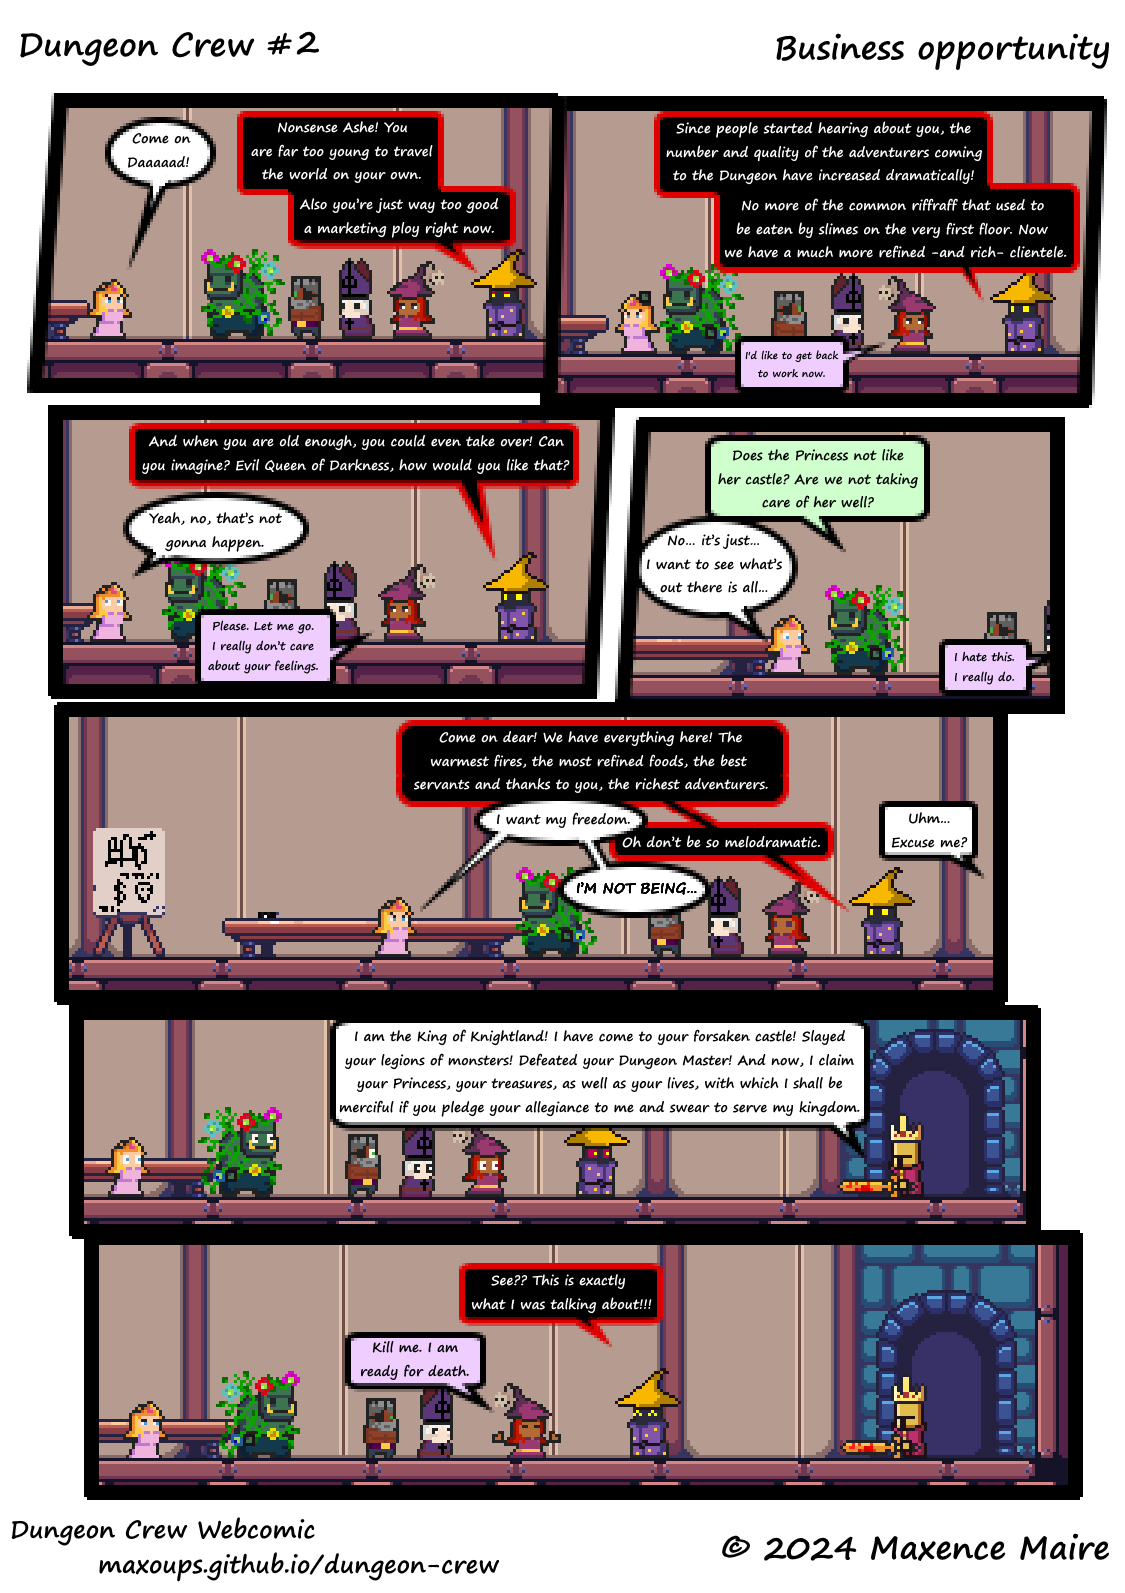 Dungeon Crew #2
Business opportunity
Come on
Daaaaad!
Nonsense Ashe! You
are far too young to travel
the world on your own.
Also you're just way too good
a marketing ploy right now.
Since people started hearing about you, the
number and quality of the adventurers coming
to the Dungeon have increased dramatically!
No more of the common riffraff that used to
be eaten by slimes on the very first floor. Now
we have a much more refined -and rich- clientele.
I'd like to get back
to work now.
And when you are old enough, you could even take over! Can
you imagine? Evil Queen of Darkness, how would you like that?
Yeah, no, that's not
gonna happen.
Please. Let me go.
I really don't care
about your feelings.
Does the Princess not like
her castle? Are we not taking
care of her well?
No... it's just...
I want to see what's
out there is all...
I hate this.
I really do.
Come on dear! We have everything here! The
warmest fires, the most refined foods, the best
servants and thanks to you, the richest adventurers.
I want my freedom.
Oh don't be so melodramatic.
I'M NOT BEING...
Uhm...
Excuse me?
$
I am the King of Knightland! I have come to your forsaken castle! Slayed
your legions of monsters! Defeated your Dungeon Master! And now, I claim
your Princess, your treasures, as well as your lives, with which I shall be
merciful if you pledge your allegiance to me and swear to serve my kingdom.
See?? This is exactly
what I was talking about!!!
Kill me. I am
ready for death.
Dungeon Crew Webcomic
maxoups.github.io/dungeon-crew
© 2024 Maxence Maire